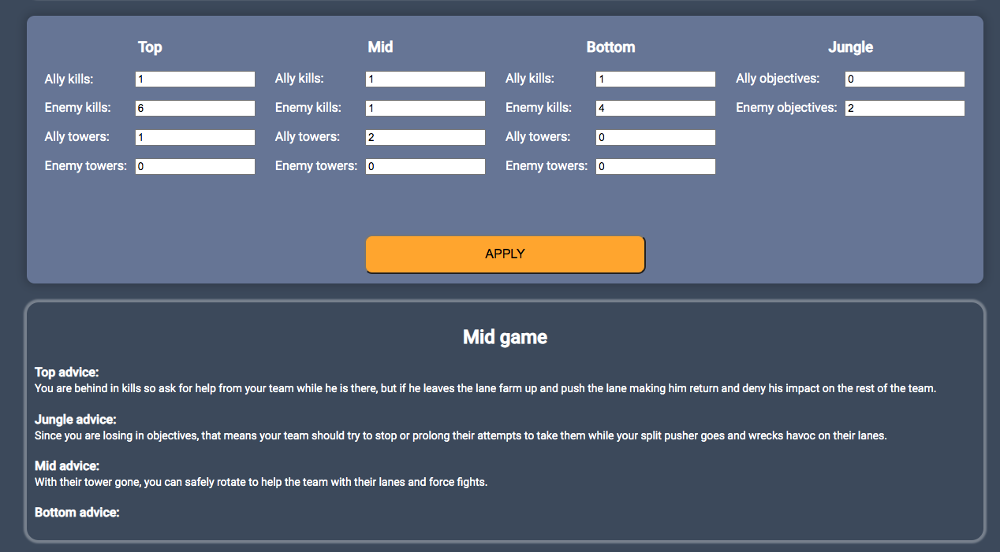 Top Mid Bottom Jungle
Ally kills: 1 Ally kills: 1 Ally kills: 1 Ally objectives: 0
Enemy kills: 6 Enemy kills: 1 Enemy kills: 4 Enemy objectives: 2
Ally towers: 1 Ally towers: 2 Ally towers: 0
Enemy towers: 0 Enemy towers: 0 Enemy towers: 0
APPLY
Mid game
Top advice:
You are behind in kills so ask for help from your team while he is there, but if he leaves the lane farm up and push the lane making him return and deny his impact on the rest of the team.
Jungle advice:
Since you are losing in objectives, that means your team should try to stop or prolong their attempts to take them while your split pusher goes and wrecks havoc on their lanes.
Mid advice:
With their tower gone, you can safely rotate to help the team with their lanes and force fights.
Bottom advice: